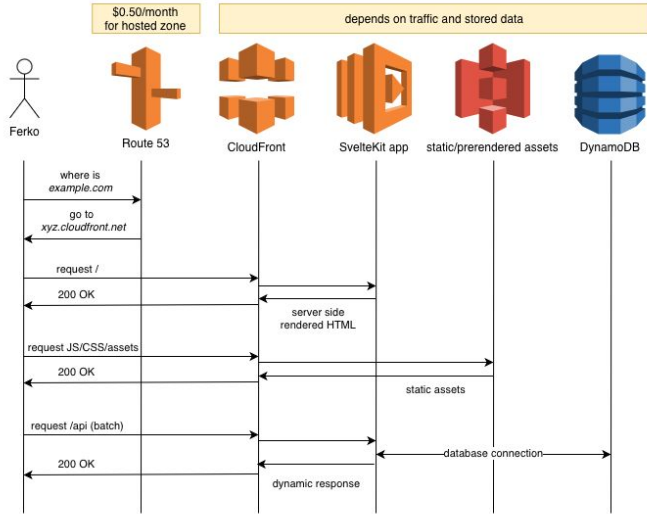 $0.50/month
for hosted zone
depends on traffic and stored data
Ferko
Route 53
CloudFront
SvelteKit app
static/prerendered assets
DynamoDB
where is
example.com
go to
xyz.cloudfront.net
request /
200 OK
server side
rendered HTML
request JS/CSS/assets
200 OK
static assets
request /api (batch)
database connection
200 OK
dynamic response